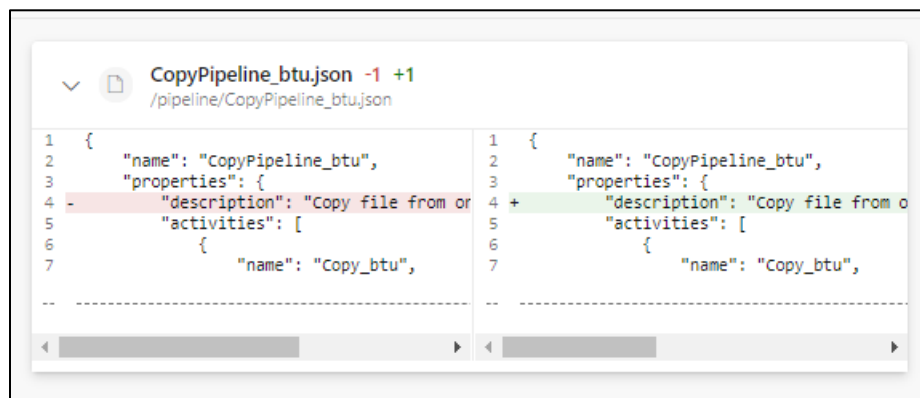 CopyPipeline_btu.json -1 +1
/pipeline/CopyPipeline_btu.json
1 {
2 "name": "CopyPipeline_btu",
3 "properties": {
4 - "description": "Copy file from or
5 "activities": [
6 {
7 "name": "Copy_btu",
1 {
2 "name": "CopyPipeline_btu",
3 "properties": {
4 + "description": "Copy file from o
5 "activities": [
6 {
7 "name": "Copy_btu",